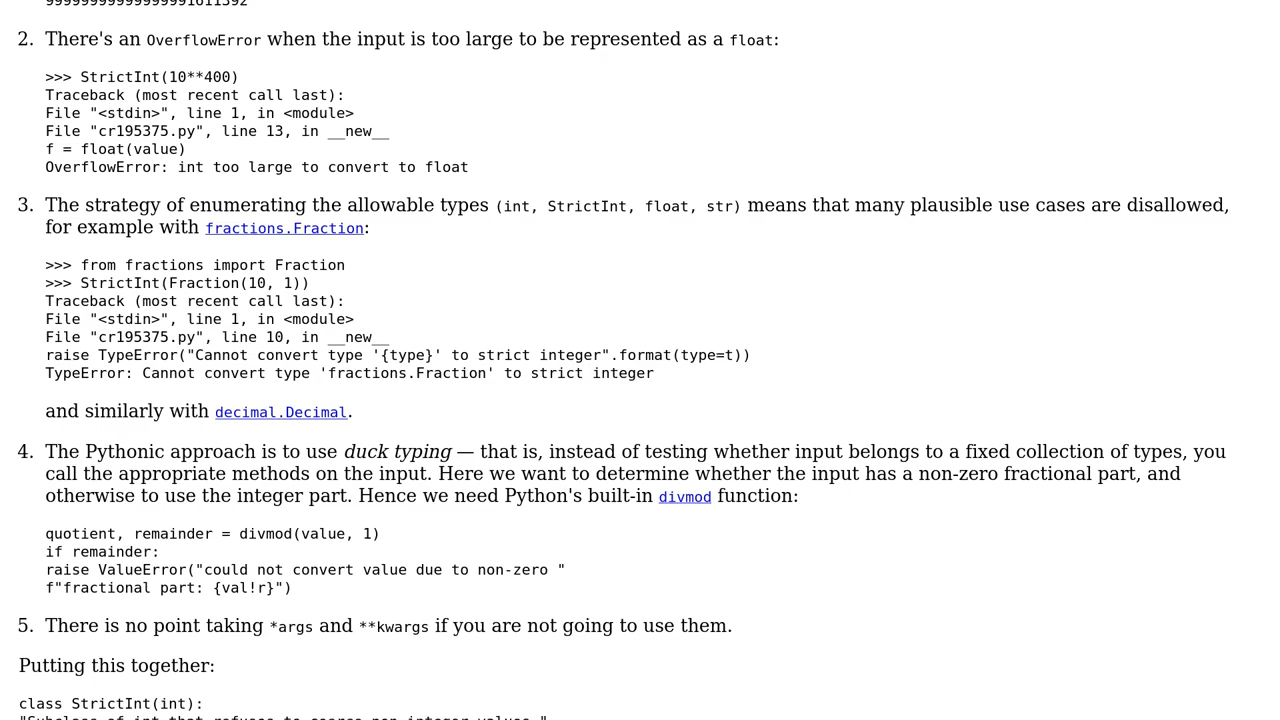 99999999999999991611392
2. There's an OverflowError when the input is too large to be represented as a float:
>>> StrictInt(10**400)
Traceback (most recent call last):
File "<stdin>", line 1, in <module>
File "cr195375.py", line 13, in __new__
f = float(value)
OverflowError: int too large to convert to float
3. The strategy of enumerating the allowable types (int, StrictInt, float, str) means that many plausible use cases are disallowed,
for example with fractions.Fraction:
>>> from fractions import Fraction
>>> StrictInt(Fraction(10, 1))
Traceback (most recent call last):
File "<stdin>", line 1, in <module>
File "cr195375.py", line 10, in __new__
raise TypeError("Cannot convert type '{type}' to strict integer".format(type=t))
TypeError: Cannot convert type 'fractions.Fraction' to strict integer
and similarly with decimal.Decimal.
4. The Pythonic approach is to use duck typing — that is, instead of testing whether input belongs to a fixed collection of types, you
call the appropriate methods on the input. Here we want to determine whether the input has a non-zero fractional part, and
otherwise to use the integer part. Hence we need Python's built-in divmod function:
quotient, remainder = divmod(value, 1)
if remainder:
raise ValueError("could not convert value due to non-zero "
f"fractional part: {val!r}")
5. There is no point taking *args and **kwargs if you are not going to use them.
Putting this together:
class StrictInt(int):
"Subclass of int that refuses to coerce non-integer values."